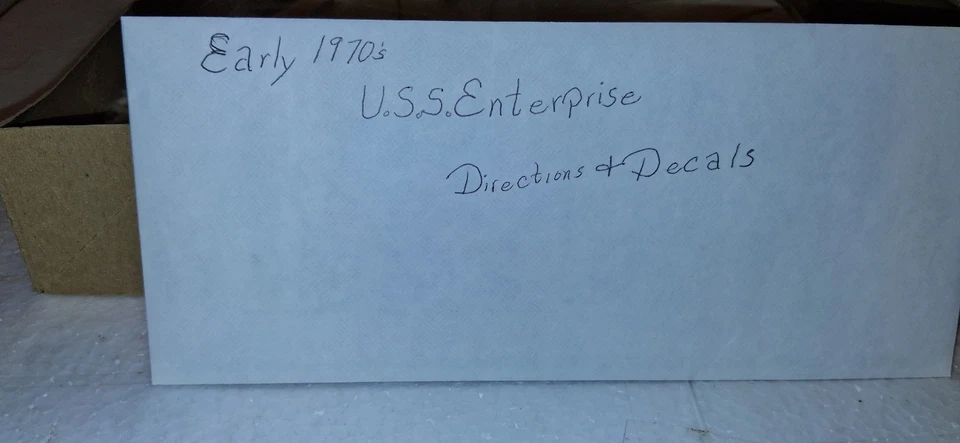 Early 1970's
U.S.S. Enterprise
Directions & Decals